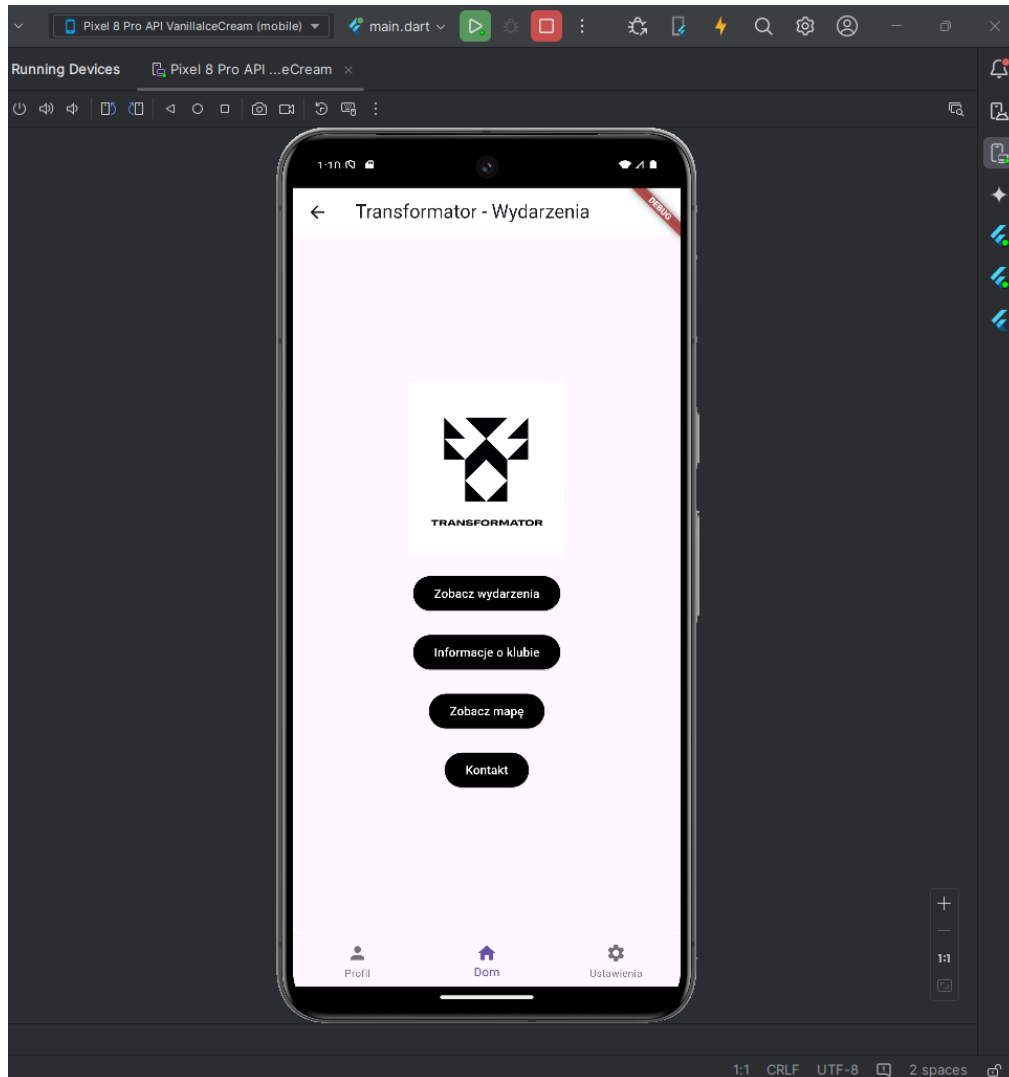 Pixel 8 Pro API VanillaIceCream (mobile)
main.dart
Running Devices
Pixel 8 Pro API ...eCream
1:10
Transformator - Wydarzenia
DEBUG
TRANSFORMATOR
Zobacz wydarzenia
Informacje o klubie
Zobacz mapę
Kontakt
Profil
Dom
Ustawienia
1:1
1:1 CRLF UTF-8 2 spaces